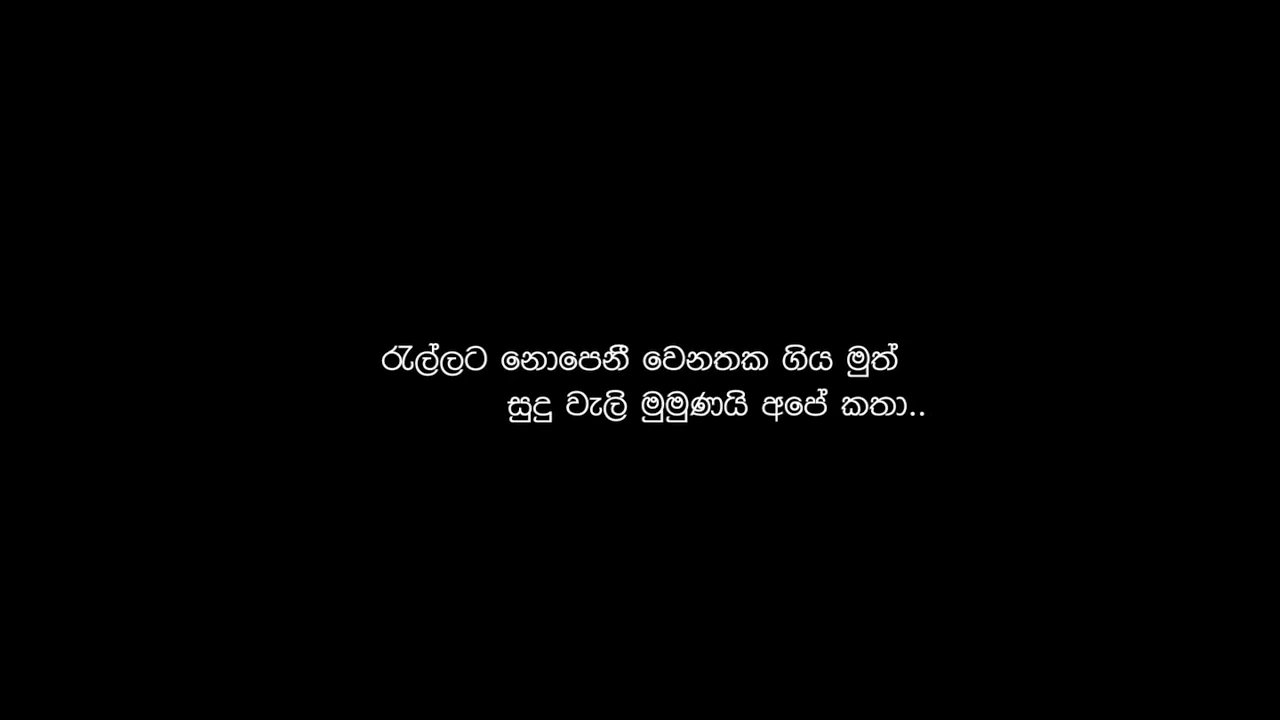 රැල්ලට නොපෙනී වෙනතක ගිය මුත්
සුදු වැලි මුමුණයි අපේ කතා..